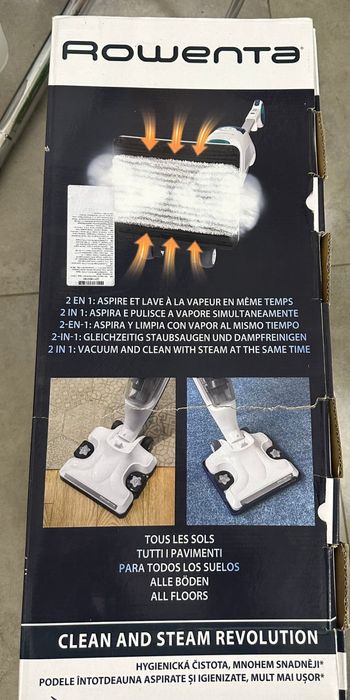 Rowenta
2 EN 1: ASPIRE ET LAVE À LA VAPEUR EN MÊME TEMPS
2 IN 1: ASPIRA E PULISCE A VAPORE SIMULTANEAMENTE
2-EN-1: ASPIRA Y LIMPIA CON VAPOR AL MISMO TIEMPO
2-IN-1: GLEICHZEITIG STAUBSAUGEN UND DAMPFREINIGEN
2 IN 1: VACUUM AND CLEAN WITH STEAM AT THE SAME TIME
TOUS LES SOLS
TUTTI I PAVIMENTI
PARA TODOS LOS SUELOS
ALLE BÖDEN
ALL FLOORS
CLEAN AND STEAM REVOLUTION
HYGIENICKÁ ČISTOTA, MNOHEM SNADNĚJI*
PODELE ÎNTOTDEAUNA ASPIRATE ȘI IGIENIZATE, MULT MAI UȘOR*